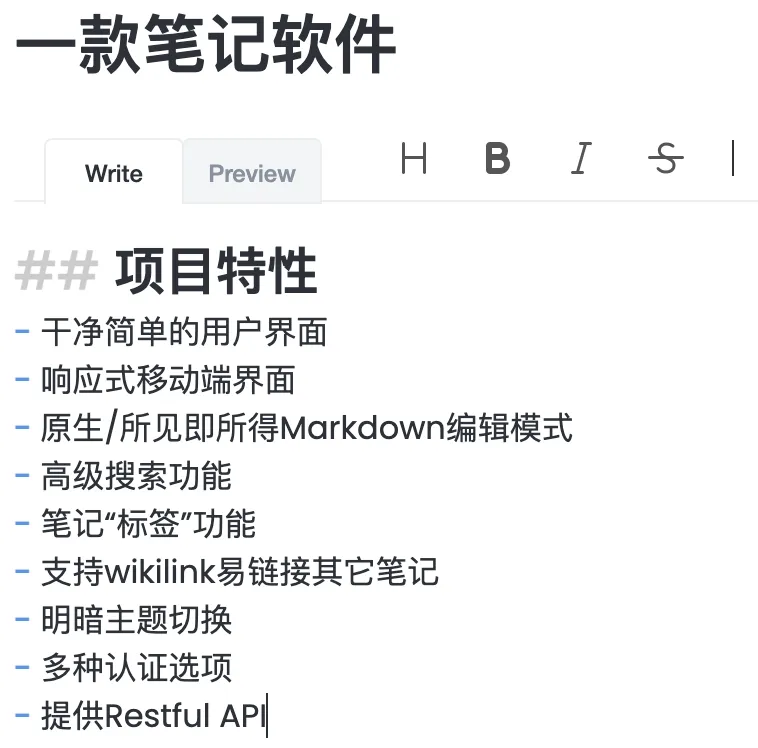 一款笔记软件
Write Preview H B I S
## 项目特性
- 干净简单的用户界面
- 响应式移动端界面
- 原生/所见即所得Markdown编辑模式
- 高级搜索功能
- 笔记“标签”功能
- 支持wikilink易链接其它笔记
- 明暗主题切换
- 多种认证选项
- 提供Restful API